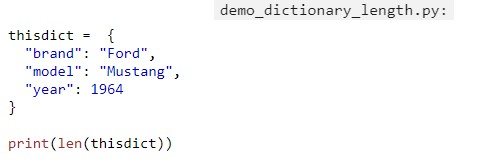 demo_dictionary_length.py:
thisdict =  {
  "brand": "Ford",
  "model": "Mustang",
  "year": 1964
}
print(len(thisdict))